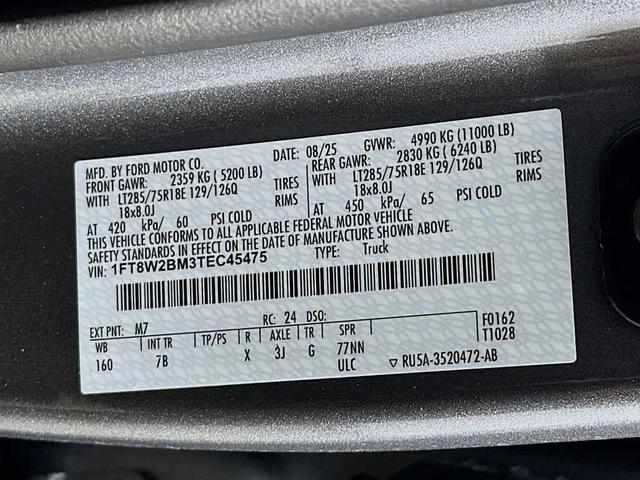 MFD. BY FORD MOTOR CO.
DATE: 08/25 GVWR: 4990 KG (11000 LB)
FRONT GAWR: 2359 KG ( 5200 LB)
REAR GAWR: 2830 KG ( 6240 LB)
WITH LT285/75R18E 129/126Q TIRES
WITH LT285/75R18E 129/126Q TIRES
18x8.0J RIMS
18x8.0J RIMS
AT 420 kPa/ 60 PSI COLD
AT 450 kPa/ 65 PSI COLD
THIS VEHICLE CONFORMS TO ALL APPLICABLE FEDERAL MOTOR VEHICLE
SAFETY STANDARDS IN EFFECT ON THE DATE OF MANUFACTURE SHOWN ABOVE.
VIN: 1FT8W2BM3TEC45475 TYPE: Truck
EXT PNT: M7 RC: 24 DSO: F0162
WB INT TR TP/PS R AXLE TR SPR T1028
160 7B X 3J G 77NN
ULC ▽ RU5A-3520472-AB